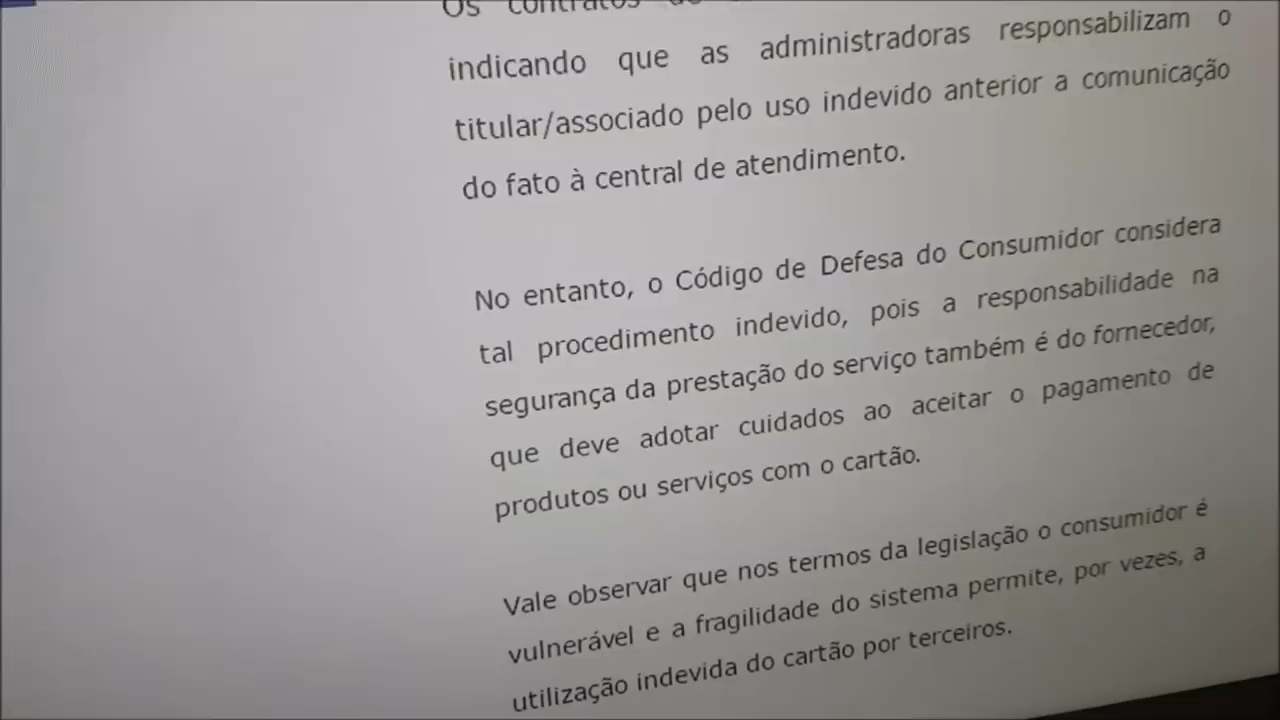 Os contratos
indicando que as administradoras responsabilizam o
titular/associado pelo uso indevido anterior a comunicação
do fato à central de atendimento.
No entanto, o Código de Defesa do Consumidor considera
tal procedimento indevido, pois a responsabilidade na
segurança da prestação do serviço também é do fornecedor,
que deve adotar cuidados ao aceitar o pagamento de
produtos ou serviços com o cartão.
Vale observar que nos termos da legislação o consumidor é
vulnerável e a fragilidade do sistema permite, por vezes, a
utilização indevida do cartão por terceiros.